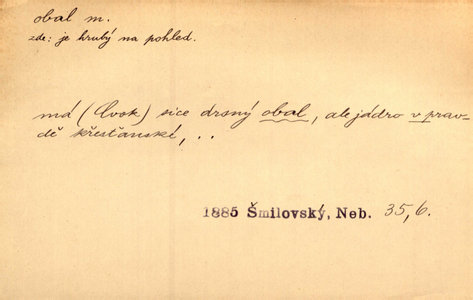 obal m.
zde: je hrubý na pohled.
má (Cvok) sice drsný obal, ale jádro v prav-
dě křesťanské, . .
1885 Šmilovský, Neb. 35,6.